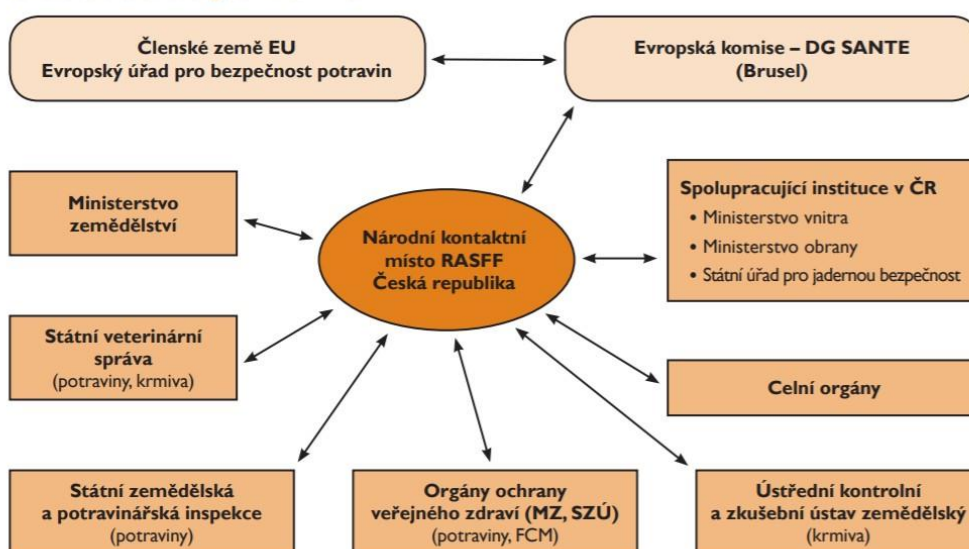 Členské země EU
Evropský úřad pro bezpečnost potravin
Evropská komise – DG SANTE
(Brusel)
Ministerstvo
zemědělství
Národní kontaktní
místo RASFF
Česká republika
Spolupracující instituce v ČR
• Ministerstvo vnitra
• Ministerstvo obrany
• Státní úřad pro jadernou bezpečnost
Státní veterinární
správa
(potraviny, krmiva)
Celní orgány
Státní zemědělská
a potravinářská inspekce
(potraviny)
Orgány ochrany
veřejného zdraví (MZ, SZÚ)
(potraviny, FCM)
Ústřední kontrolní
a zkušební ústav zemědělský
(krmiva)